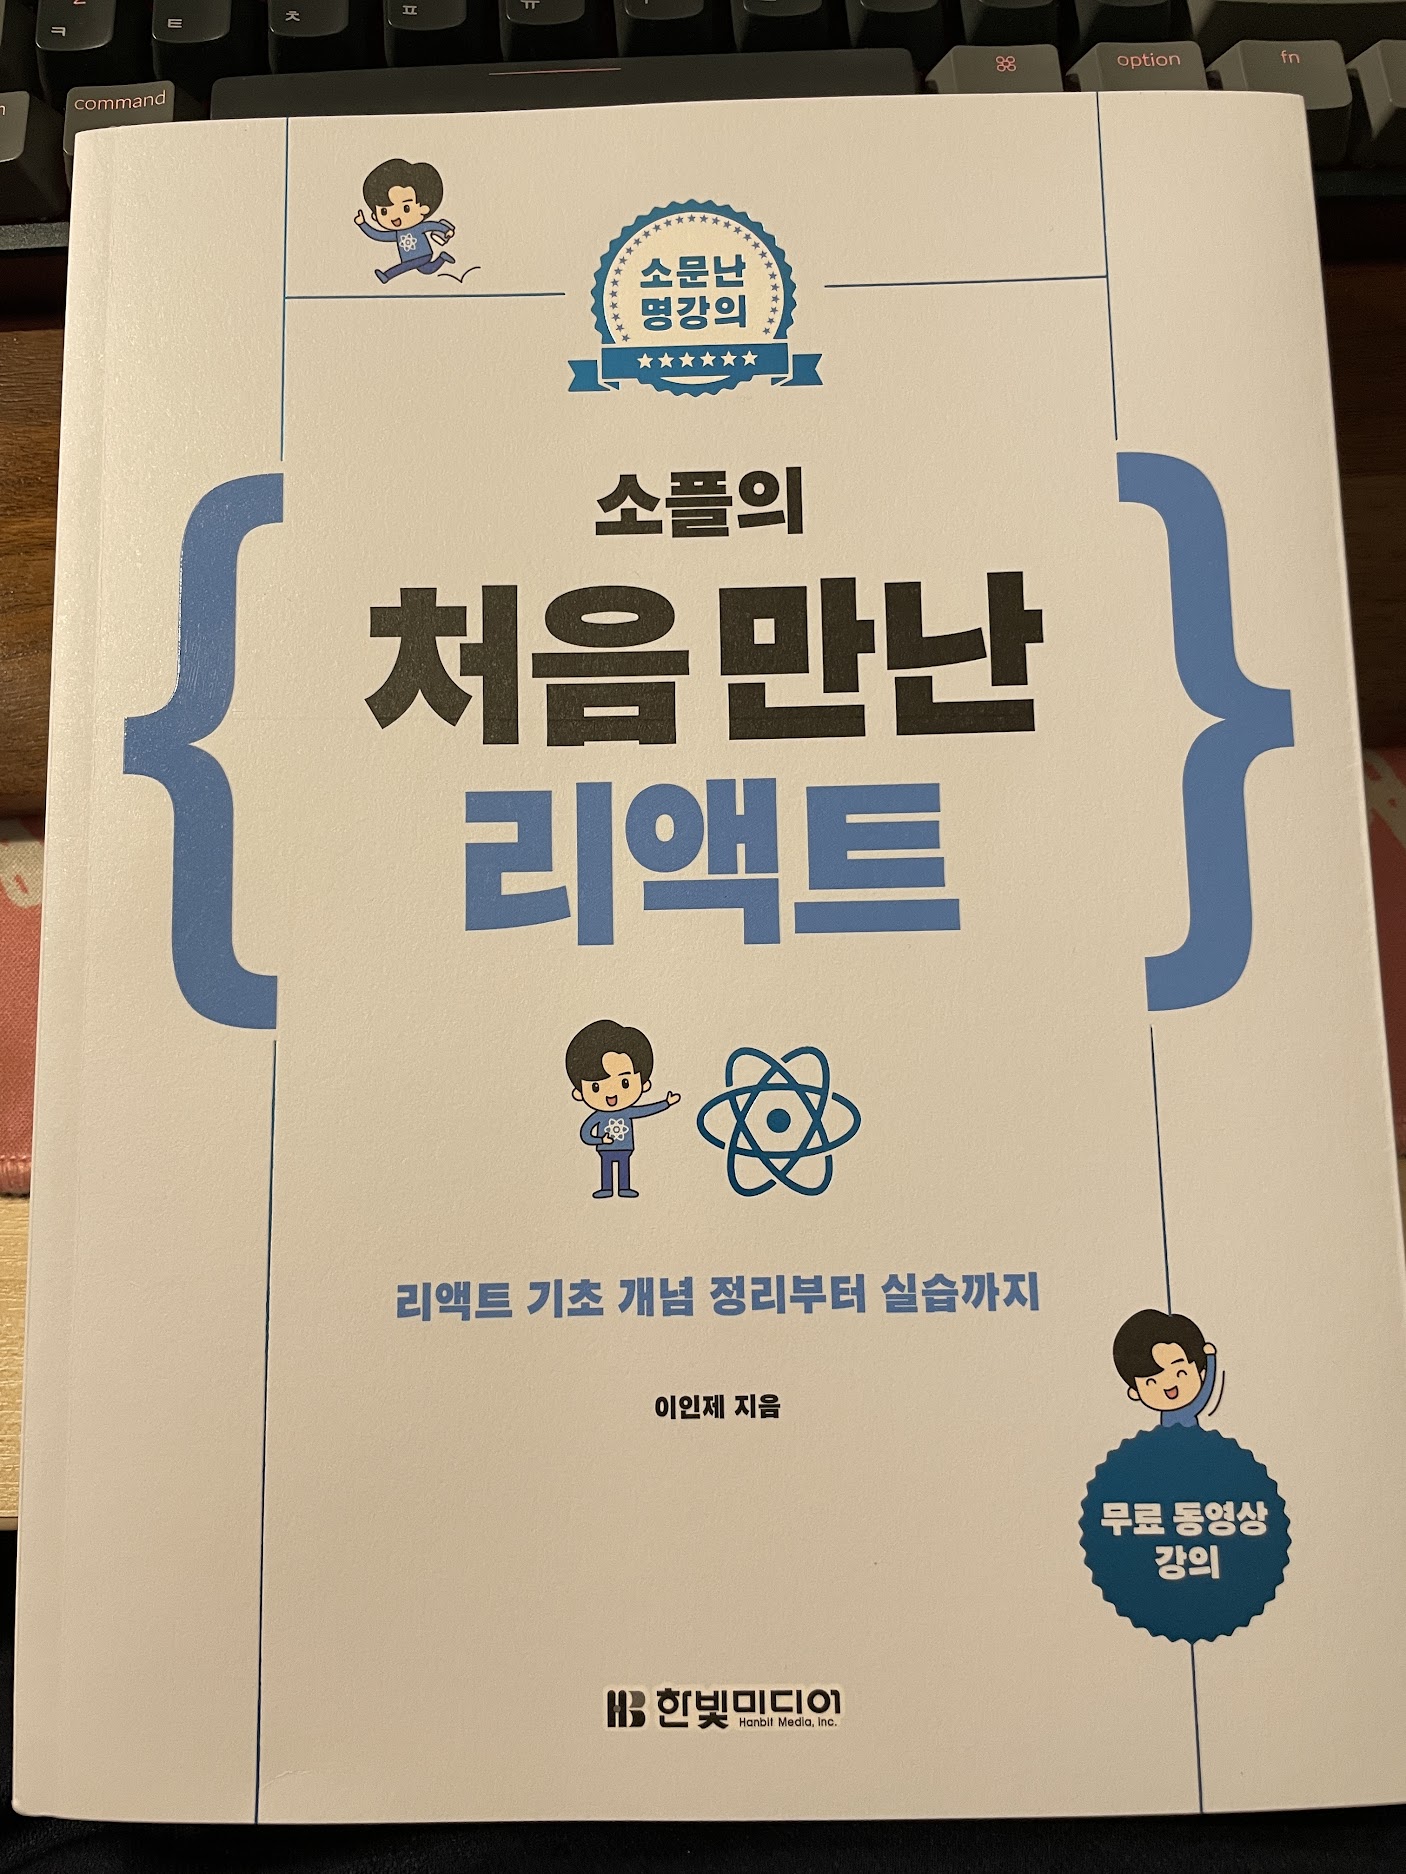 ㅋ
ㅌ
ㅊ
ㅍ
ㅠ
command
⌘
option
fn
소문난
명강의
소플의
처음 만난
리액트
리액트 기초 개념 정리부터 실습까지
이인제 지음
무료 동영상
강의
HB 한빛미디어
Hanbit Media, Inc.